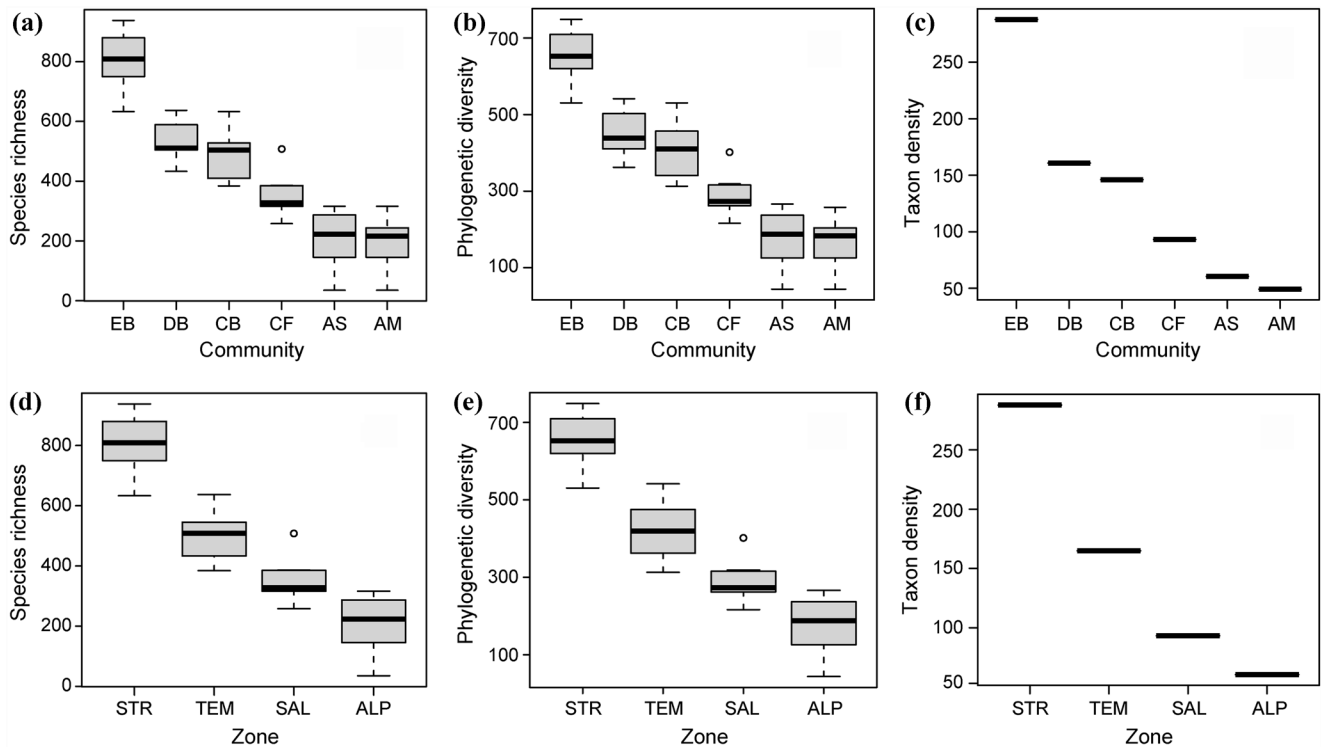 (a)
Species richness
800
600
400
200
0
EB DB CB CF AS AM
Community
(b)
Phylogenetic diversity
700
500
300
100
EB DB CB CF AS AM
Community
(c)
Taxon density
250
200
150
100
50
EB DB CB CF AS AM
Community
(d)
Species richness
800
600
400
200
0
STR TEM SAL ALP
Zone
(e)
Phylogenetic diversity
700
500
300
100
STR TEM SAL ALP
Zone
(f)
Taxon density
250
200
150
100
50
STR TEM SAL ALP
Zone